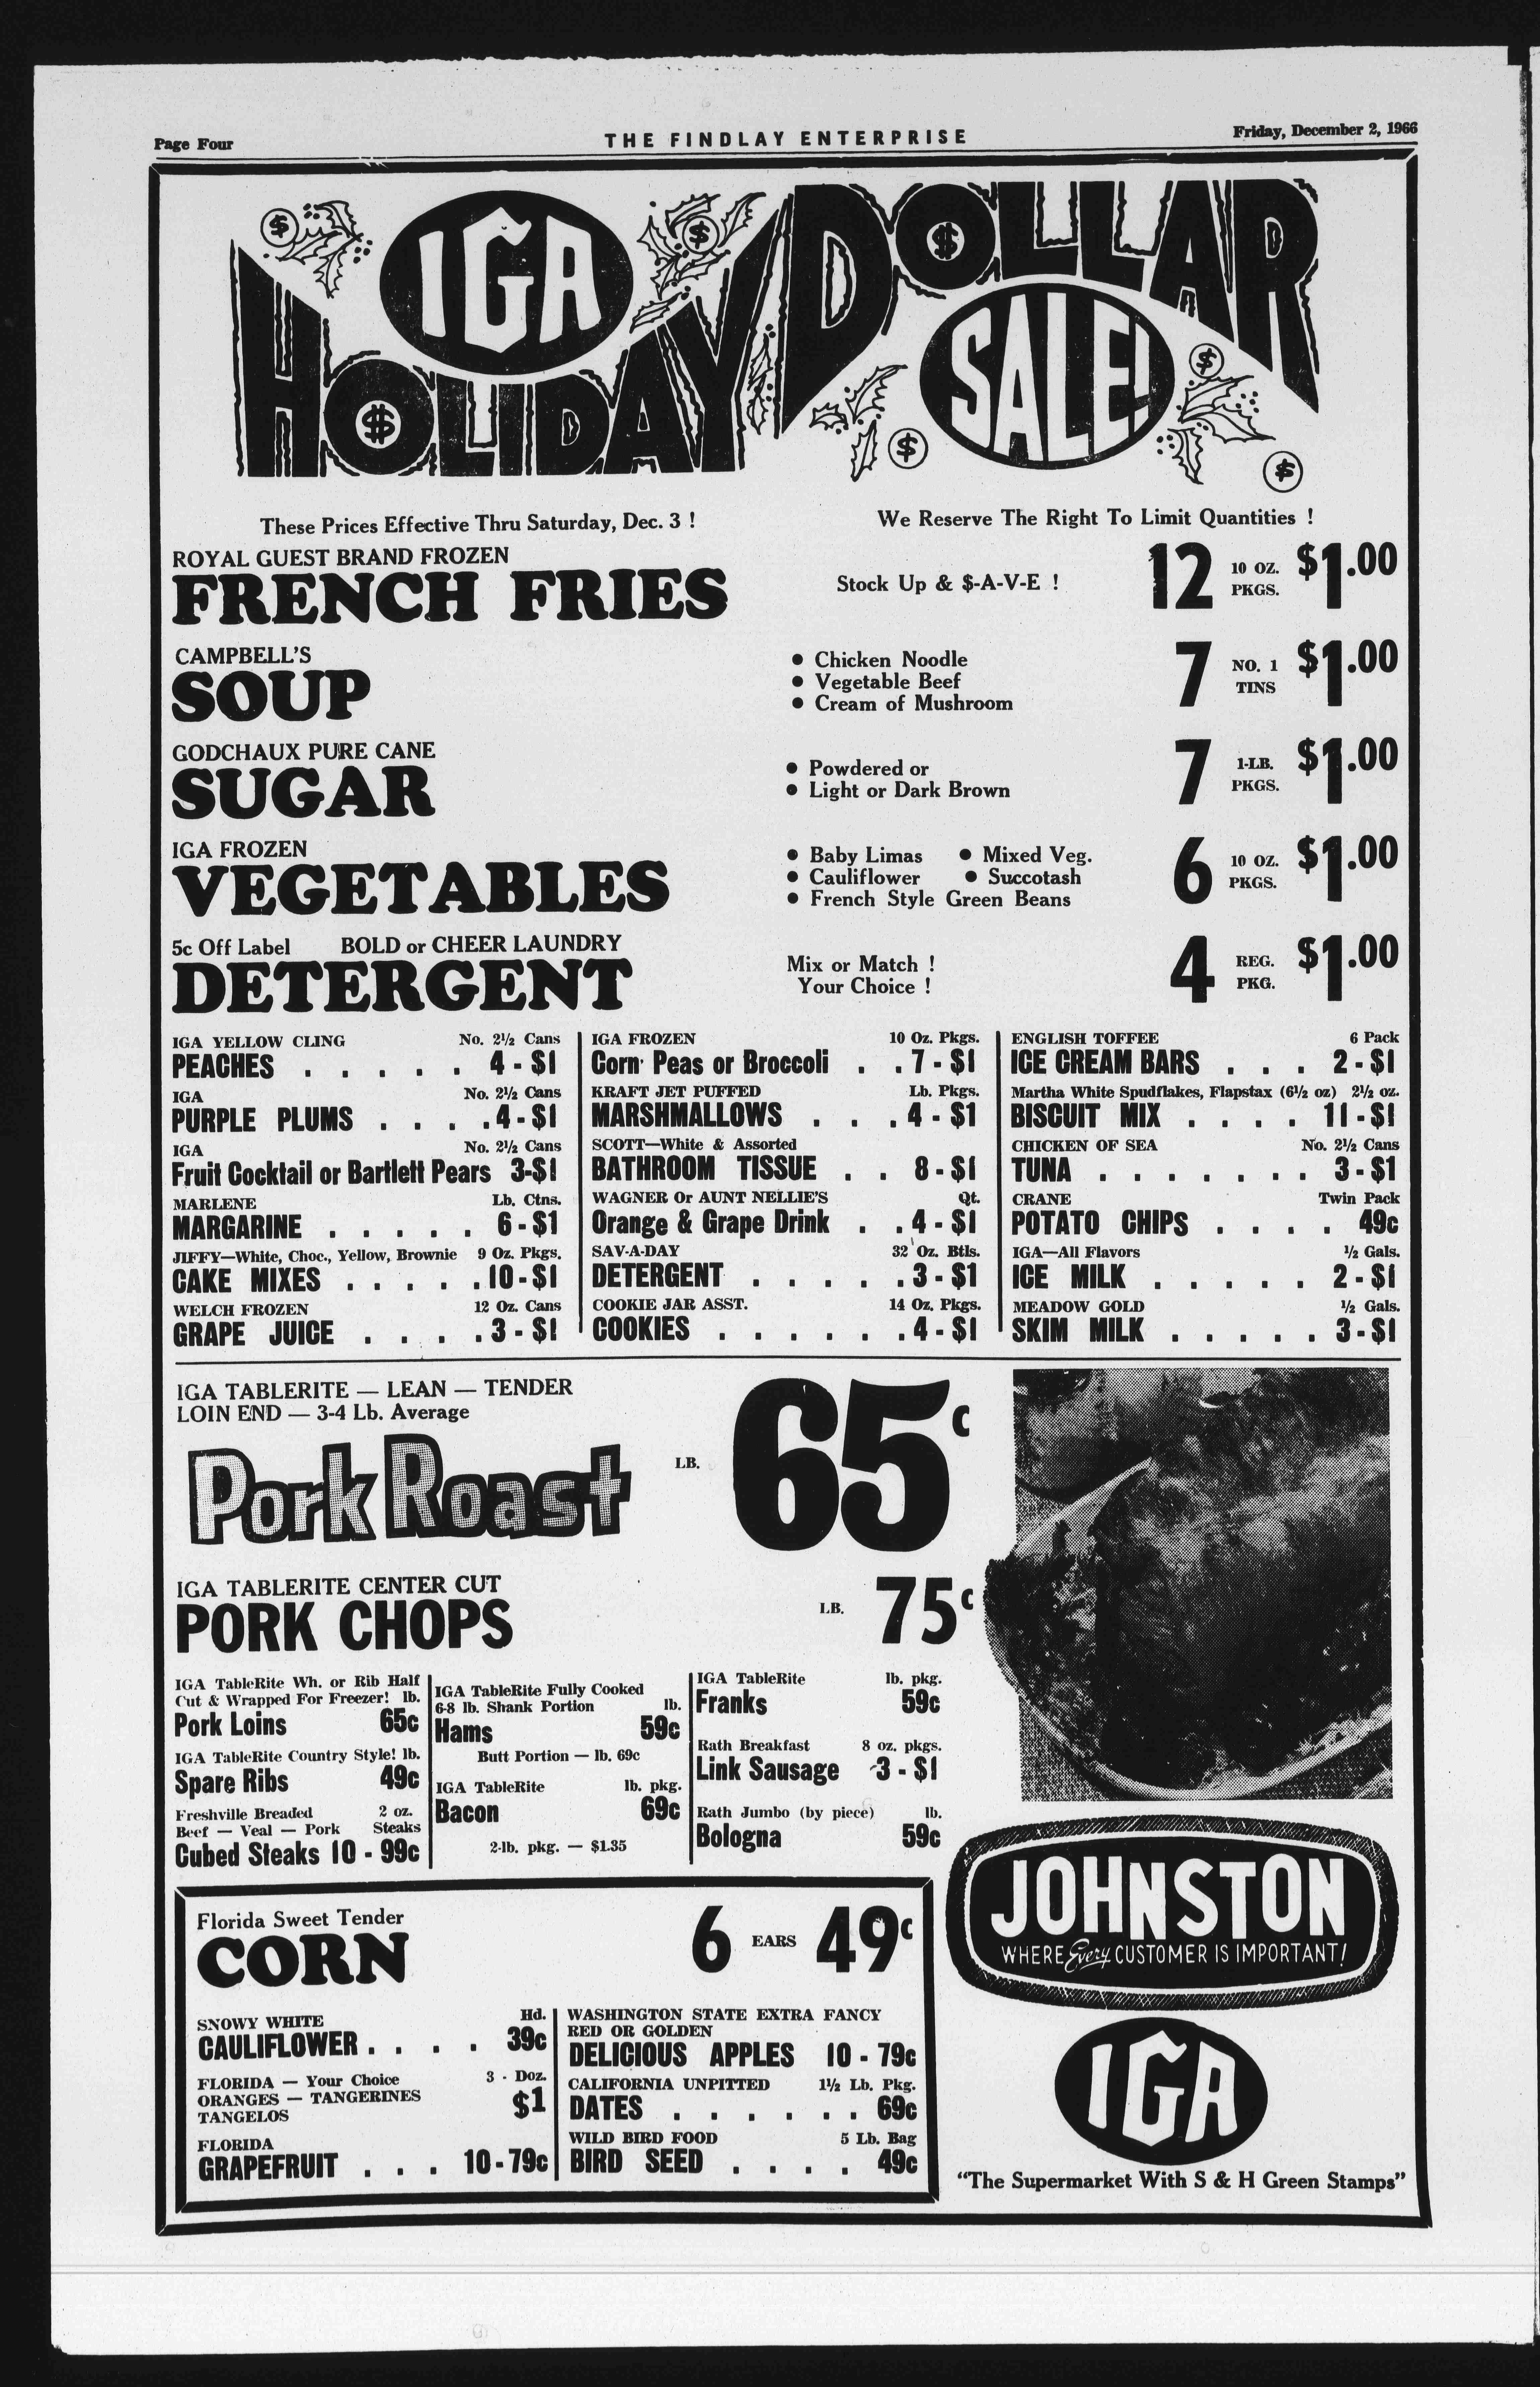 Page Four
THE FINDLAY ENTERPRISE
Friday, December 2, 1966
IGA
HOLIDAY DOLLAR
SALE!
These Prices Effective Thru Saturday, Dec. 3 !
We Reserve The Right To Limit Quantities !
ROYAL GUEST BRAND FROZEN
FRENCH FRIES
Stock Up & $-A-V-E !
12 10 OZ. PKGS. $1.00
CAMPBELL'S
SOUP
• Chicken Noodle
• Vegetable Beef
• Cream of Mushroom
7 NO. 1 TINS $1.00
GODCHAUX PURE CANE
SUGAR
• Powdered or
• Light or Dark Brown
7 1-LB. PKGS. $1.00
IGA FROZEN
VEGETABLES
• Baby Limas • Mixed Veg.
• Cauliflower • Succotash
• French Style Green Beans
6 10 OZ. PKGS. $1.00
5c Off Label BOLD or CHEER LAUNDRY
DETERGENT
Mix or Match !
Your Choice !
4 REG. PKG. $1.00
IGA YELLOW CLING No. 2½ Cans
PEACHES . . . . . 4 - $1
IGA No. 2½ Cans
PURPLE PLUMS . . . . 4 - $1
IGA No. 2½ Cans
Fruit Cocktail or Bartlett Pears 3-$1
MARLENE Lb. Ctns.
MARGARINE . . . . . 6 - $1
JIFFY—White, Choc., Yellow, Brownie 9 Oz. Pkgs.
CAKE MIXES . . . . . 10 - $1
WELCH FROZEN 12 Oz. Cans
GRAPE JUICE . . . . 3 - $1
IGA FROZEN 10 Oz. Pkgs.
Corn Peas or Broccoli . . 7 - $1
KRAFT JET PUFFED Lb. Pkgs.
MARSHMALLOWS . . . 4 - $1
SCOTT—White & Assorted
BATHROOM TISSUE . . 8 - $1
WAGNER Or AUNT NELLIE'S Qt.
Orange & Grape Drink . . 4 - $1
SAV-A-DAY 32 Oz. Btls.
DETERGENT . . . . . 3 - $1
COOKIE JAR ASST. 14 Oz. Pkgs.
COOKIES . . . . . . 4 - $1
ENGLISH TOFFEE 6 Pack
ICE CREAM BARS . . . 2 - $1
Martha White Spudflakes, Flapstax (6½ oz) 2½ oz.
BISCUIT MIX . . . . 11 - $1
CHICKEN OF SEA No. 2½ Cans
TUNA . . . . . . . 3 - $1
CRANE Twin Pack
POTATO CHIPS . . . . 49c
IGA—All Flavors ½ Gals.
ICE MILK . . . . . 2 - $1
MEADOW GOLD ½ Gals.
SKIM MILK . . . . . 3 - $1
IGA TABLERITE — LEAN — TENDER
LOIN END — 3-4 Lb. Average
Pork Roast
LB. 65c
IGA TABLERITE CENTER CUT
PORK CHOPS
LB. 75c
IGA TableRite Wh. or Rib Half
Cut & Wrapped For Freezer! lb.
Pork Loins 65c
IGA TableRite Country Style! lb.
Spare Ribs 49c
Freshville Breaded 2 oz.
Beef — Veal — Pork Steaks
Cubed Steaks 10 - 99c
IGA TableRite Fully Cooked
6-8 lb. Shank Portion lb.
Hams 59c
Butt Portion — lb. 69c
IGA TableRite lb. pkg.
Bacon 69c
2-lb. pkg. — $1.35
IGA TableRite lb. pkg.
Franks 59c
Rath Breakfast 8 oz. pkgs.
Link Sausage 3 - $1
Rath Jumbo (by piece) lb.
Bologna 59c
Florida Sweet Tender
CORN
6 EARS 49c
SNOWY WHITE Hd.
CAULIFLOWER . . . . 39c
FLORIDA — Your Choice 3 - Doz.
ORANGES — TANGERINES
TANGELOS $1
FLORIDA
GRAPEFRUIT . . . 10 - 79c
WASHINGTON STATE EXTRA FANCY
RED OR GOLDEN
DELICIOUS APPLES 10 - 79c
CALIFORNIA UNPITTED 1½ Lb. Pkg.
DATES . . . . . . 69c
WILD BIRD FOOD 5 Lb. Bag
BIRD SEED . . . . 49c
JOHNSTON
WHERE Every CUSTOMER IS IMPORTANT!
IGA
"The Supermarket With S & H Green Stamps"